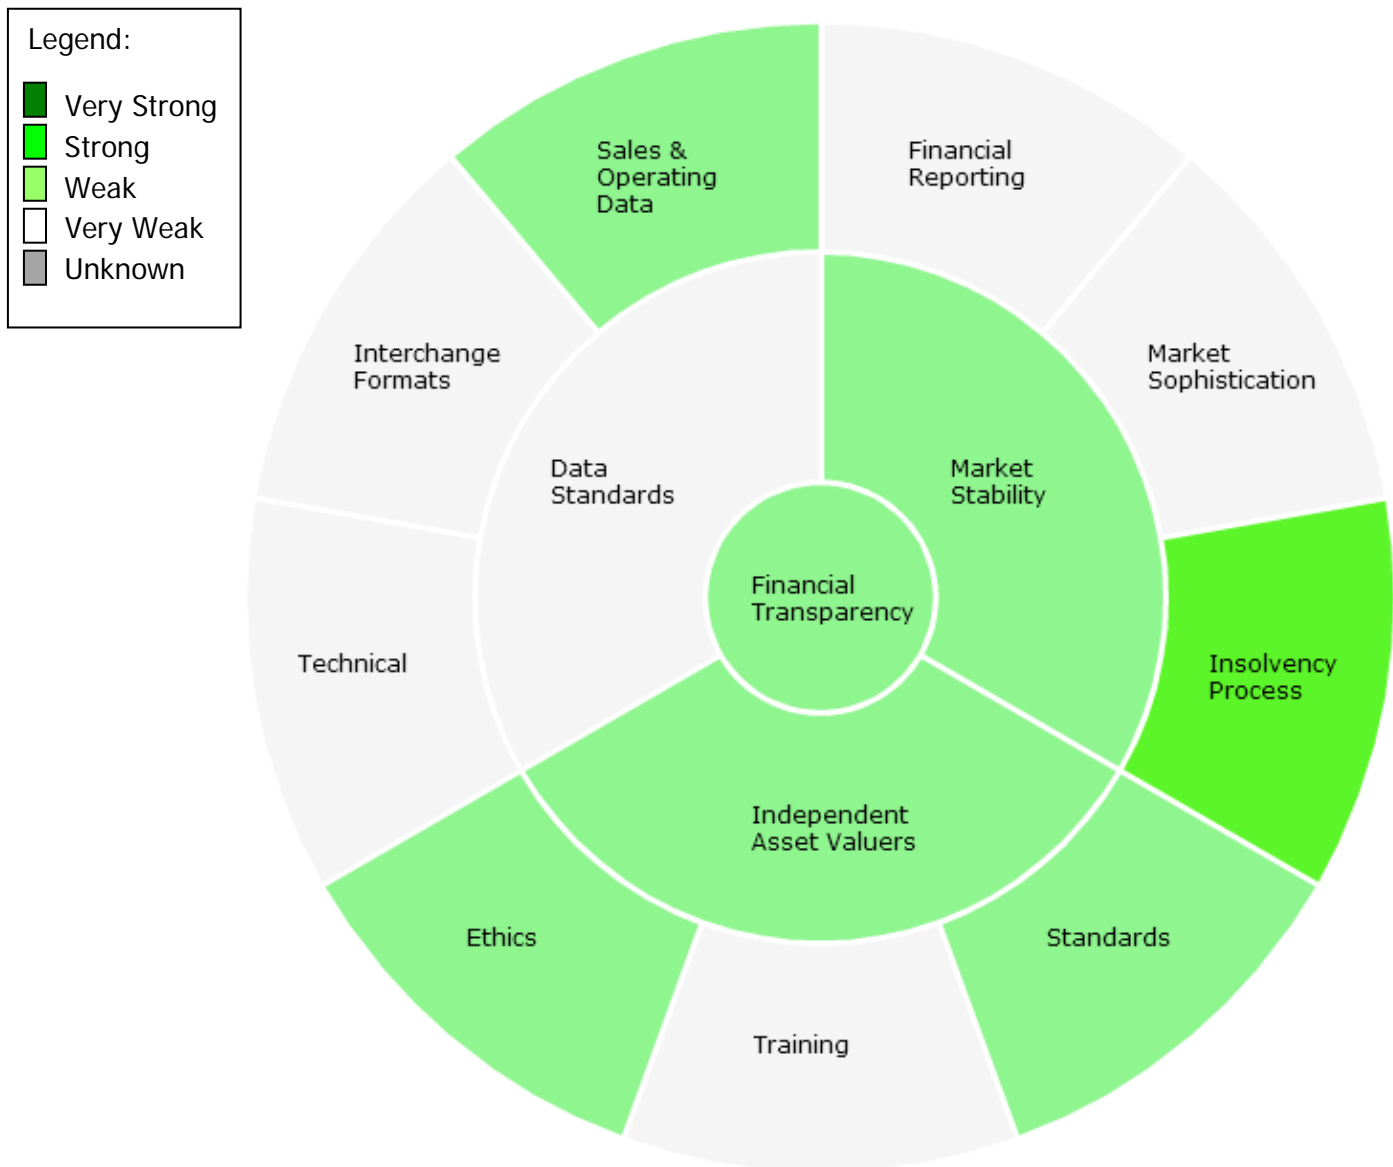 Legend:
Very Strong
Strong
Weak
Very Weak
Unknown
Sales &
Operating
Data
Financial
Reporting
Interchange
Formats
Market
Sophistication
Data
Standards
Market
Stability
Financial
Transparency
Technical
Insolvency
Process
Independent
Asset Valuers
Ethics
Standards
Training